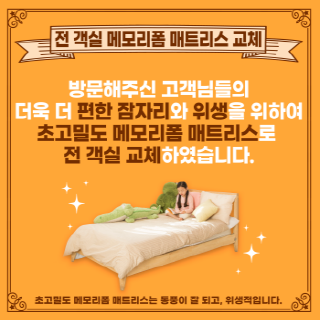 전 객실 메모리폼 매트리스 교체
방문해주신 고객님들의
더욱 더 편한 잠자리와 위생을 위하여
초고밀도 메모리폼 매트리스로
전 객실 교체하였습니다.
초고밀도 메모리폼 매트리스는 통풍이 잘 되고, 위생적입니다.